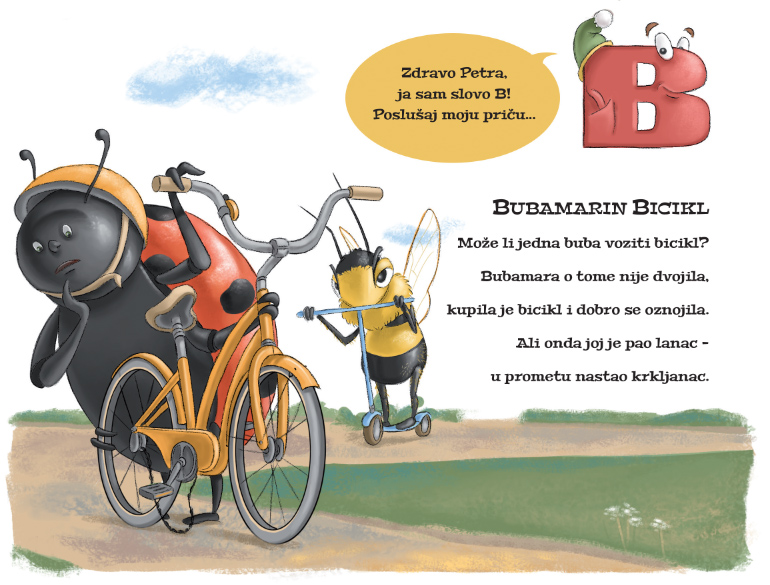 Zdravo Petra,
ja sam slovo B!
Poslušaj moju priču...
B
BUBAMARIN BICIKL
Može li jedna buba voziti bicikl?
Bubamara o tome nije dvojila,
kupila je bicikl i dobro se oznojila.
Ali onda joj je pao lanac –
u prometu nastao krkljanac.